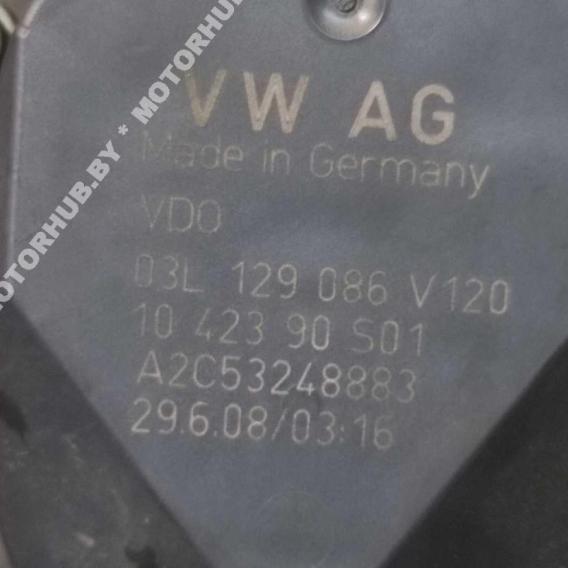 MOTORHUB.BY * MOTORHUB
VW AG
Made in Germany
VDO
03L 129 086 V120
10 423 90 S01
A2C53248883
29.6.08/03:16